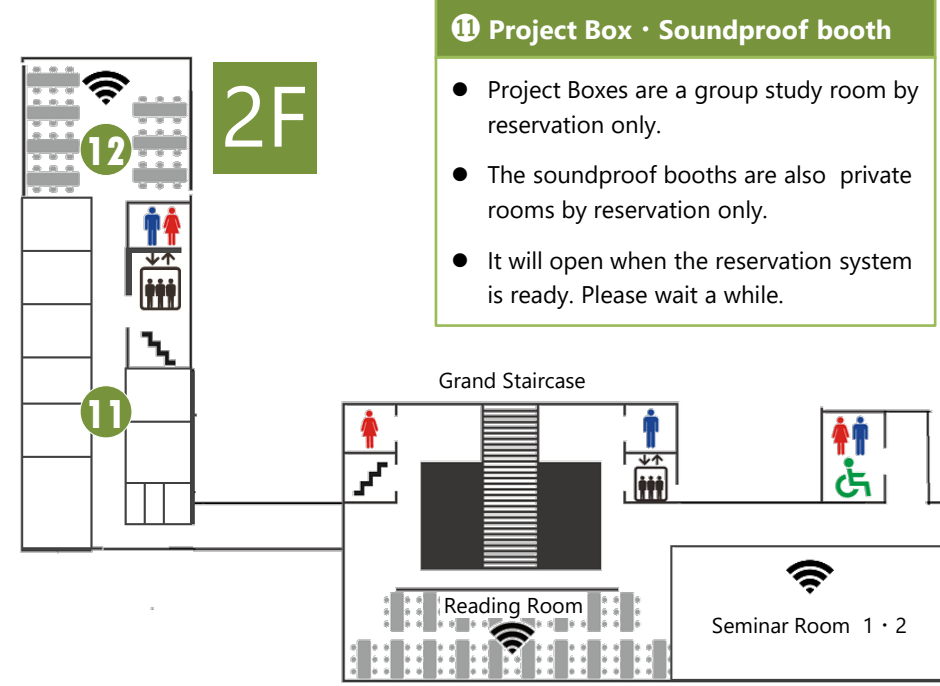 ⓫ Project Box・Soundproof booth
● Project Boxes are a group study room by
reservation only.
● The soundproof booths are also private
rooms by reservation only.
● It will open when the reservation system
is ready. Please wait a while.
2F
12
11
Grand Staircase
Reading Room
Seminar Room 1・2